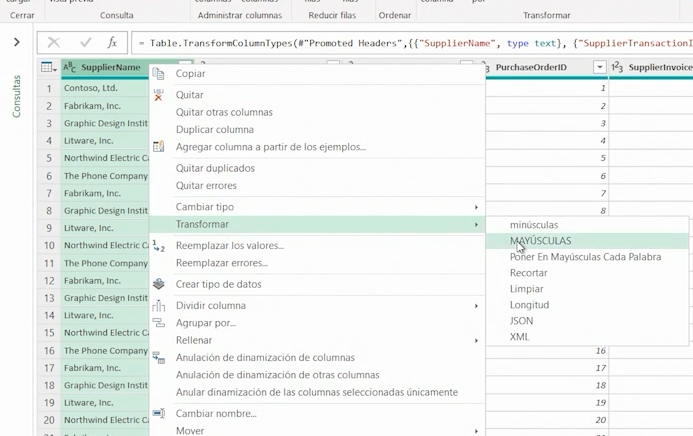 Cerrar
Consulta
Administrar columnas
Reducir filas
Ordenar
Transformar
fx
= Table.TransformColumnTypes(#"Promoted Headers",{{"SupplierName", type text}, {"SupplierTransactionI
Consultas
SupplierName
PurchaseOrderID
SupplierInvoice
1 Contoso, Ltd. 1
2 Fabrikam, Inc. 2
3 Graphic Design Instit 3
4 Litware, Inc. 4
5 Northwind Electric Ca 5
6 The Phone Company 6
7 Fabrikam, Inc. 7
8 Graphic Design Instit 8
9 Litware, Inc.
10 Northwind Electric Ca
11 The Phone Company
12 Fabrikam, Inc.
13 Graphic Design Instit
14 Litware, Inc.
15 Northwind Electric Ca
16 The Phone Company 16
17 Fabrikam, Inc. 17
18 Graphic Design Instit 18
19 Litware, Inc. 19
20 Northwind Electric Ca 20
Copiar
Quitar
Quitar otras columnas
Duplicar columna
Agregar columna a partir de los ejemplos...
Quitar duplicados
Quitar errores
Cambiar tipo
Transformar
Reemplazar los valores...
Reemplazar errores...
Crear tipo de datos
Dividir columna
Agrupar por...
Rellenar
Anulación de dinamización de columnas
Anulación de dinamización de otras columnas
Anular dinamización de las columnas seleccionadas únicamente
Cambiar nombre...
Mover
minúsculas
MAYÚSCULAS
Poner En Mayúsculas Cada Palabra
Recortar
Limpiar
Longitud
JSON
XML